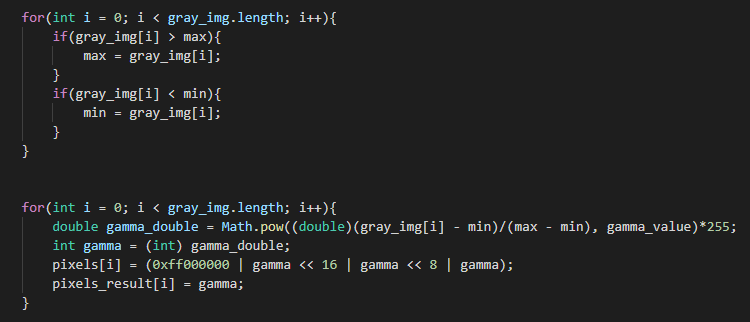 for(int i = 0; i < gray_img.length; i++){
    if(gray_img[i] > max){
        max = gray_img[i];
    }
    if(gray_img[i] < min){
        min = gray_img[i];
    }
}
for(int i = 0; i < gray_img.length; i++){
    double gamma_double = Math.pow((double)(gray_img[i] - min)/(max - min), gamma_value)*255;
    int gamma = (int) gamma_double;
    pixels[i] = (0xff000000 | gamma << 16 | gamma << 8 | gamma);
    pixels_result[i] = gamma;
}